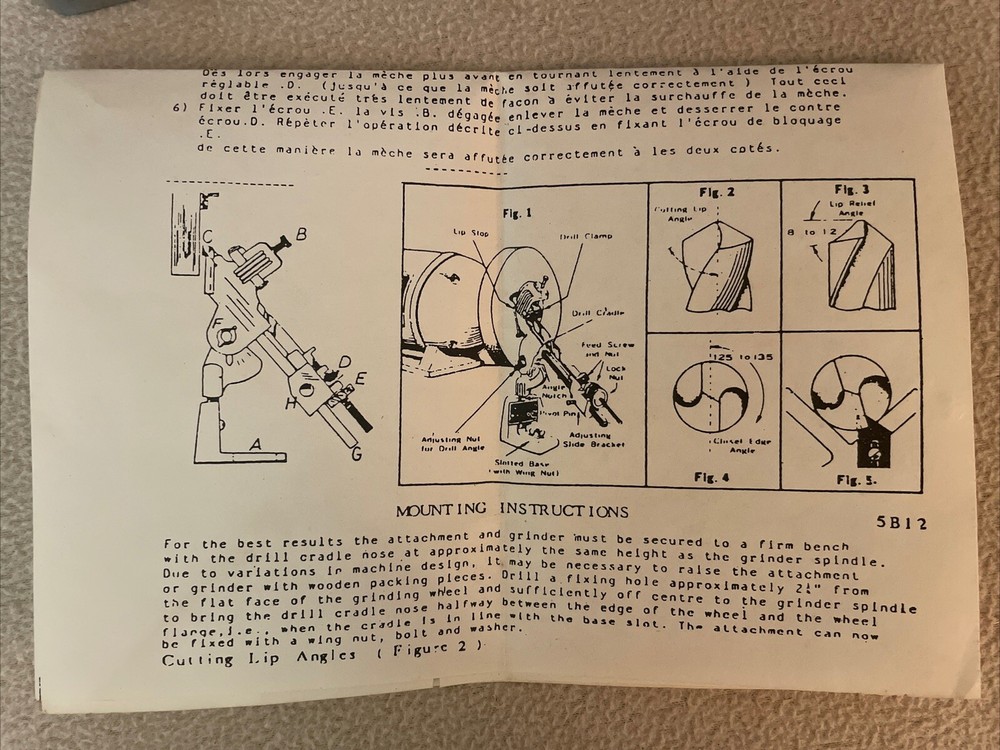 Dès lors engager la mèche plus avant en tournant lentement à l'aide de l'écrou
règlable .D. (jusqu'à ce que la mèche soit affutée correctement ) Tout ceci
doit être exécuté très lentement de facon à éviter la surchauffe de la mèche.
6) Fixer l'écrou .E. la vis .B. dégagée enlever la mèche et desserrer le contre
écrou.D. Répèter l'opération décrite ci-dessus en fixant l'écrou de bloquage
.E.
de cette manière la mèche sera affutée correctement à les deux cotés.
C
B
F
D
E
H
A
G
Fig. 1
Lip Stop
Drill Clamp
Drill Cradle
Feed Screw
and Nut
Lock
Nut
Angle
Notch
Pivot Pin
Adjusting Nut
for Drill Angle
Adjusting
Slide Bracket
Slotted Base
(with Wing Nut)
Fig. 2
Cutting Lip
Angle
Fig. 3
Lip Relief
Angle
8 to 12
125 to 135
Chisel Edge
Angle
Fig. 4
Fig. 5.
MOUNTING INSTRUCTIONS
5B12
For the best results the attachment and grinder must be secured to a firm bench
with the drill cradle nose at approximately the same height as the grinder spindle.
Due to variations in machine design, it may be necessary to raise the attachment
or grinder with wooden packing pieces. Drill a fixing hole approximately 2¼" from
the flat face of the grinding wheel and sufficiently off centre to the grinder spindle
to bring the drill cradle nose halfway between the edge of the wheel and the wheel
flange,i.e., when the cradle is in line with the base slot. The attachment can now
be fixed with a wing nut, bolt and washer.
Cutting Lip Angles ( Figure 2 )